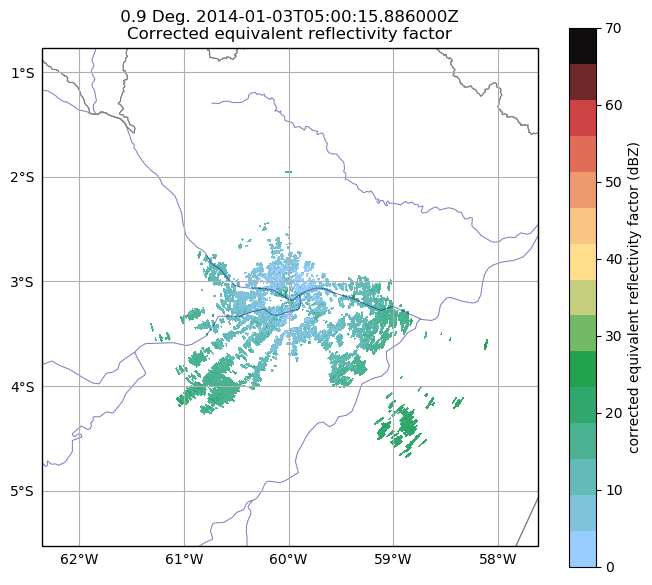 0.9 Deg. 2014-01-03T05:00:15.886000Z
Corrected equivalent reflectivity factor
1°S
2°S
3°S
4°S
5°S
62°W
61°W
60°W
59°W
58°W
70
60
50
40
30
20
10
0
corrected equivalent reflectivity factor (dBZ)